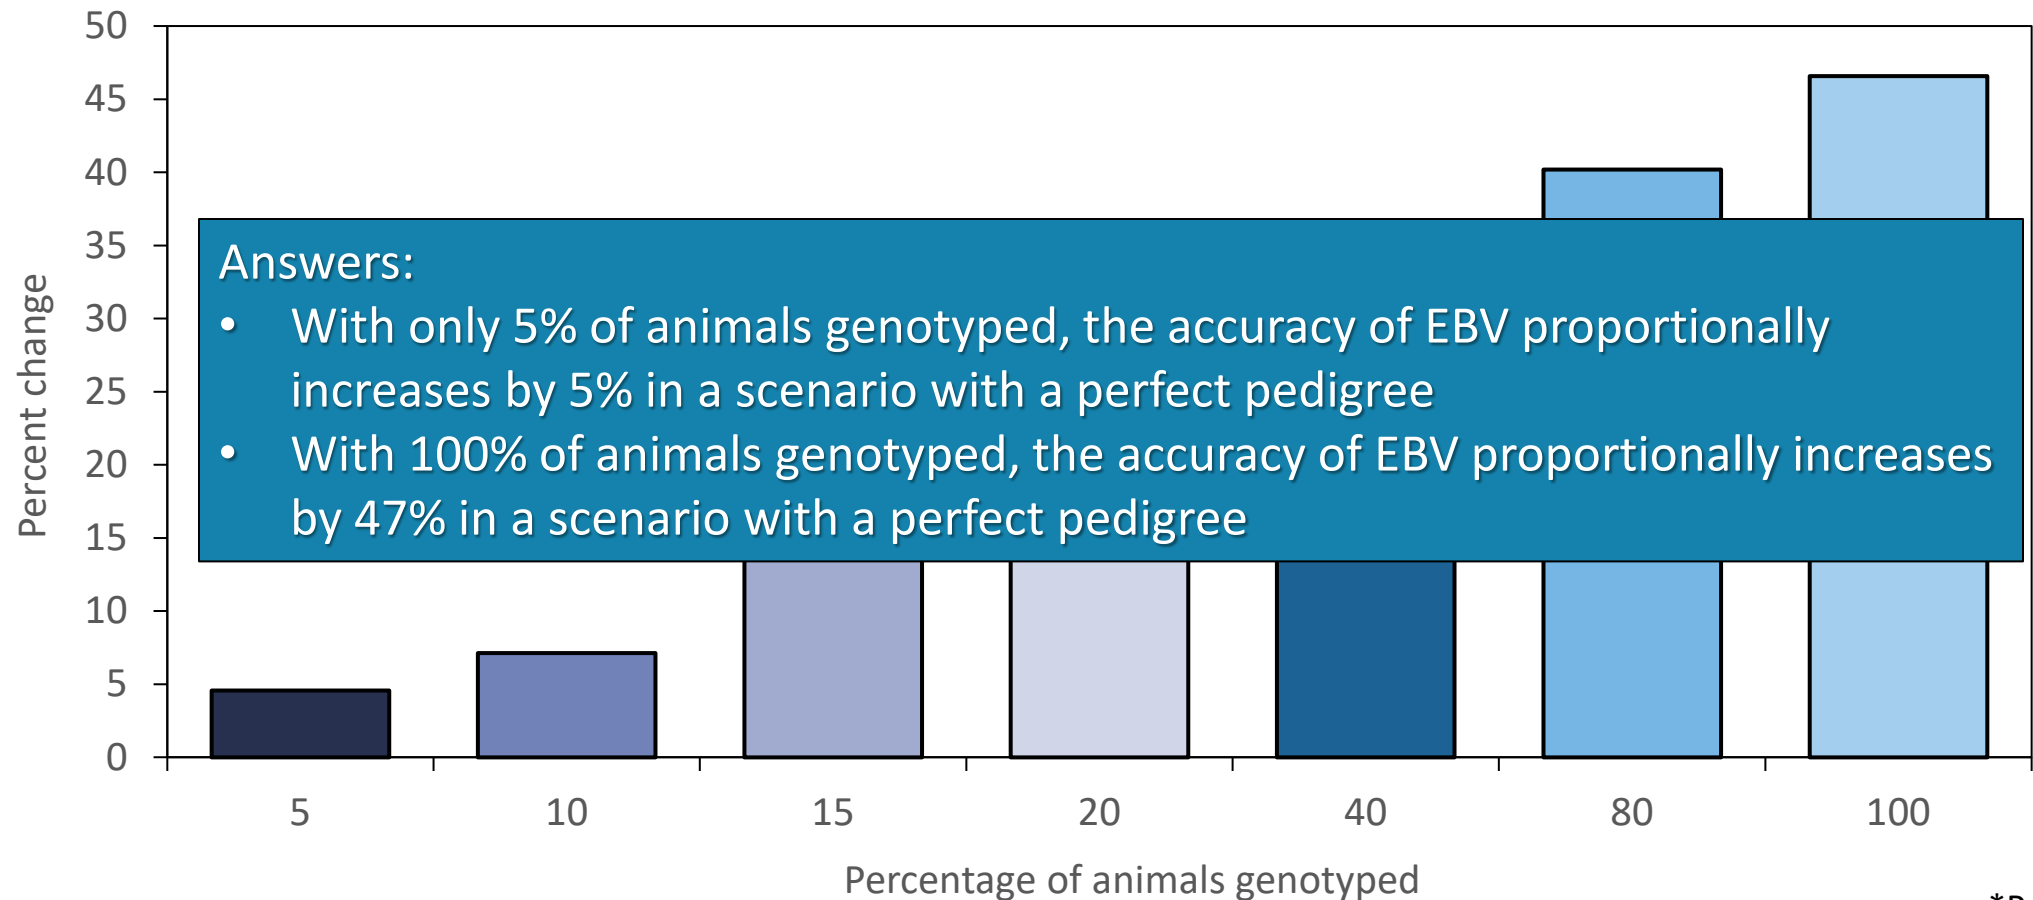 50
45
40
35
30
25
20
15
10
5
0
Percent change
Answers:
• With only 5% of animals genotyped, the accuracy of EBV proportionally
increases by 5% in a scenario with a perfect pedigree
• With 100% of animals genotyped, the accuracy of EBV proportionally increases
by 47% in a scenario with a perfect pedigree
5 10 15 20 40 80 100
Percentage of animals genotyped